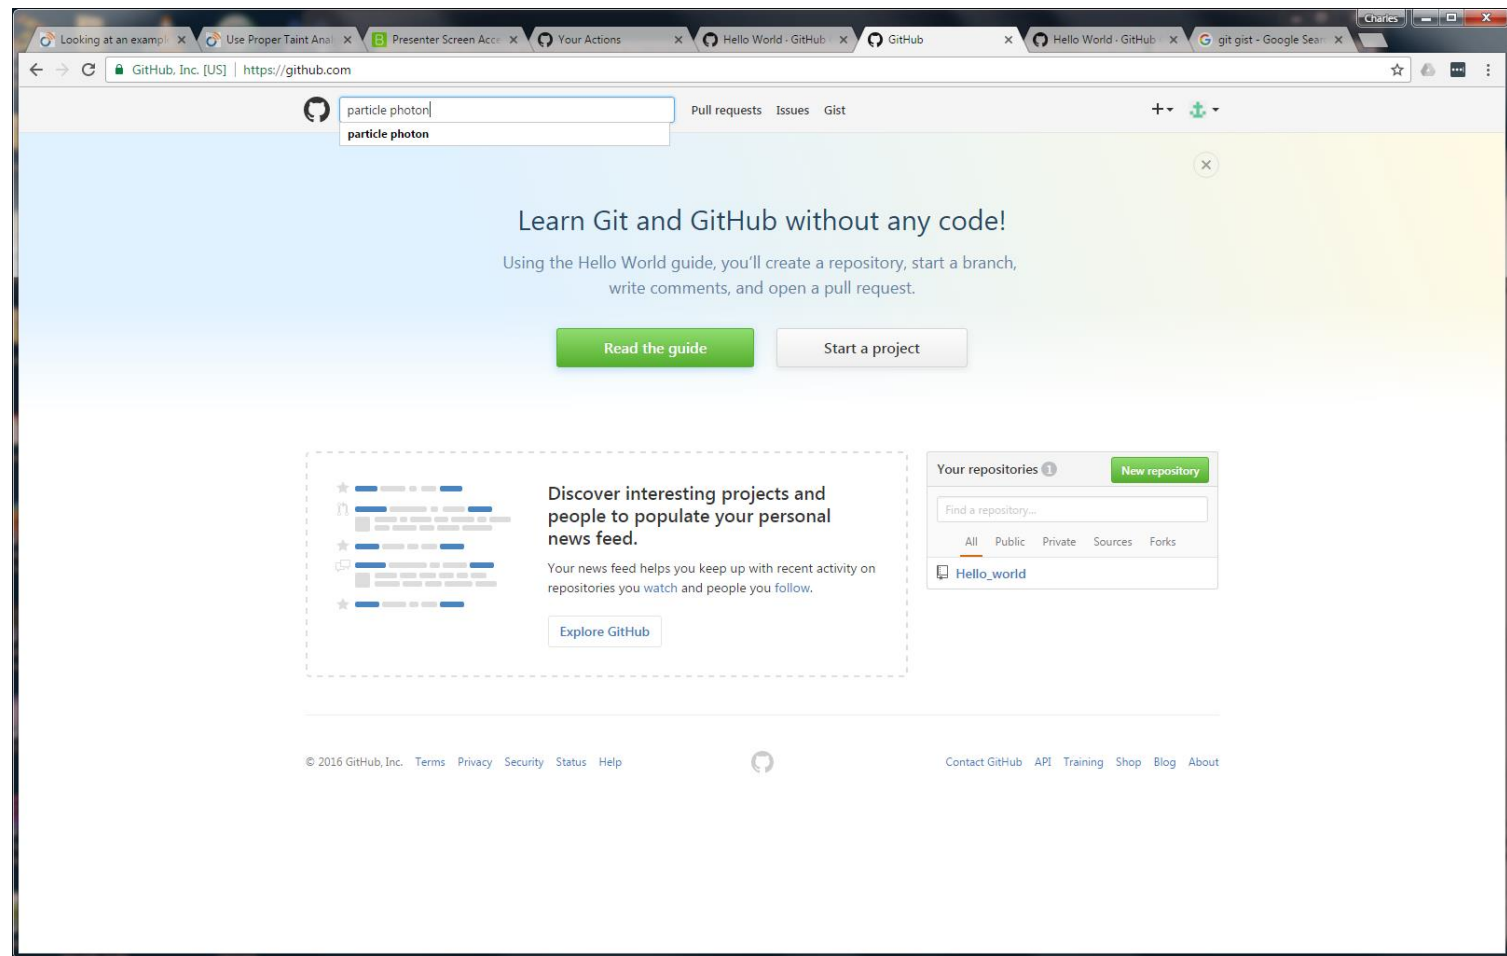 Charles
Looking at an exampl
Use Proper Taint Anal
Presenter Screen Acce
Your Actions
Hello World · GitHub
GitHub
Hello World · GitHub
git gist - Google Sear
GitHub, Inc. [US] | https://github.com
particle photon
Pull requests Issues Gist
particle photon
Learn Git and GitHub without any code!
Using the Hello World guide, you'll create a repository, start a branch,
write comments, and open a pull request.
Read the guide
Start a project
Discover interesting projects and
people to populate your personal
news feed.
Your news feed helps you keep up with recent activity on
repositories you watch and people you follow.
Explore GitHub
Your repositories 1
New repository
Find a repository...
All Public Private Sources Forks
Hello_world
© 2016 GitHub, Inc. Terms Privacy Security Status Help
Contact GitHub API Training Shop Blog About